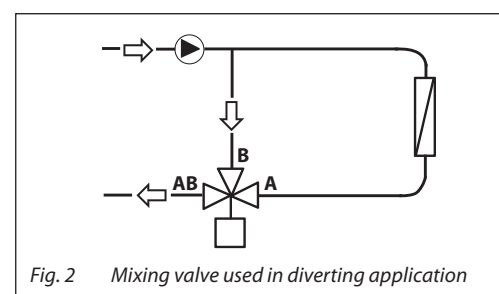 B
AB
A
Fig. 2 Mixing valve used in diverting application